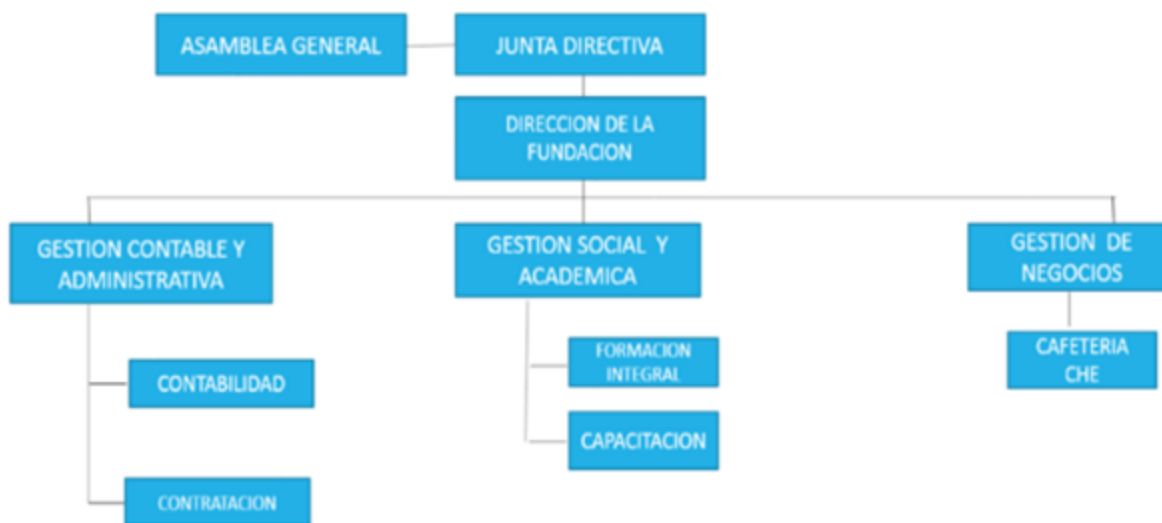 ASAMBLEA GENERAL
JUNTA DIRECTIVA
DIRECCION DE LA
FUNDACION
GESTION CONTABLE Y
ADMINISTRATIVA
GESTION SOCIAL Y
ACADEMICA
GESTION DE
NEGOCIOS
CONTABILIDAD
CONTRATACION
FORMACION
INTEGRAL
CAPACITACION
CAFETERIA
CHE